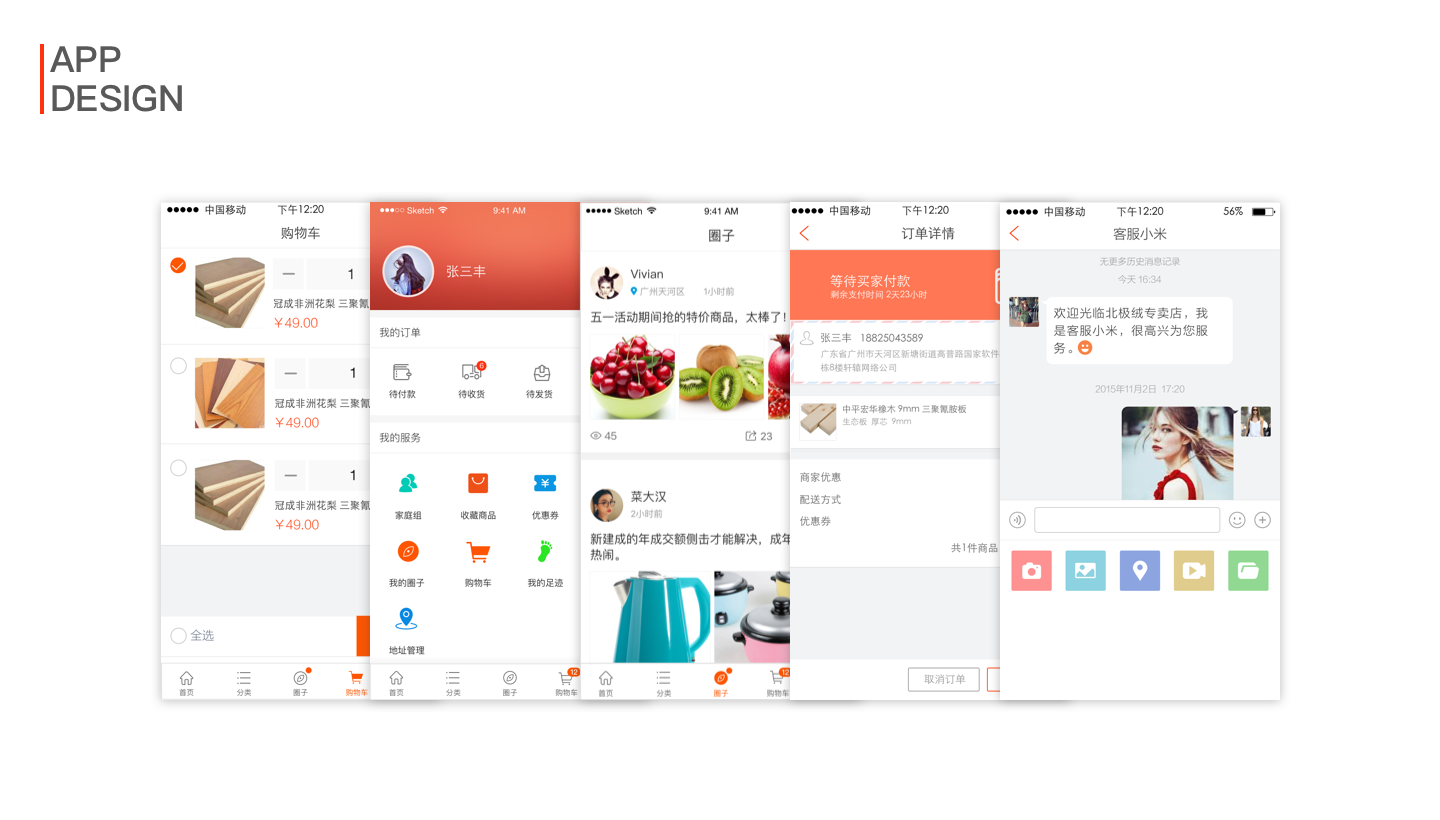 APP
DESIGN
中国移动 下午12:20
购物车
1
冠成非洲花梨 三聚氰
￥49.00
1
冠成非洲花梨 三聚氰
￥49.00
1
冠成非洲花梨 三聚氰
￥49.00
全选
首页 分类 圈子 购物车
Sketch 9:41 AM
张三丰
我的订单
6
待付款 待收货 待发货
我的服务
家庭组 收藏商品 优惠券
我的圈子 购物车 我的足迹
地址管理
12
首页 分类 圈子 购物车
Sketch 9:41 AM
圈子
Vivian
广州天河区 1小时前
五一活动期间抢的特价商品，太棒了！
45 23
菜大汉
2小时前
新建成的年成交额侧击才能解决，成年
热闹。
12
首页 分类 圈子 购物车
中国移动 下午12:20
订单详情
等待买家付款
剩余支付时间 2天23小时
张三丰 18825043589
广东省广州市天河区新塘街道高普路国家软件
栋8楼轩辕网络公司
中平宏华橡木 9mm 三聚氰胺板
生态板 厚芯 9mm
商家优惠
配送方式
优惠券
共1件商品
取消订单
中国移动 下午12:20 56%
客服小米
无更多历史消息记录
今天 16:34
欢迎光临北极绒专卖店，我
是客服小米，很高兴为您服
务。
2015年11月2日 17:20